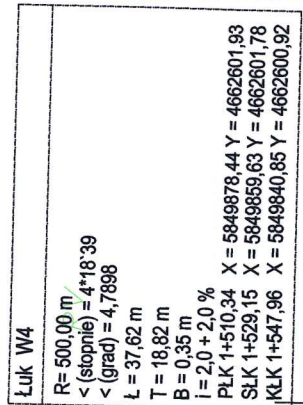 Łuk W4
R= 500,00 m
< (stopnie) = 4*18`39
< (grad) = 4,7898
Ł = 37,62 m
T = 18,82 m
B = 0,35 m
i = 2,0 + 2,0 %
PŁK 1+510,34 X = 5849878,44 Y = 4662601,93
SŁK 1+529,15 X = 5849859,63 Y = 4662601,78
KŁK 1+547,96 X = 5849840,85 Y = 4662600,92